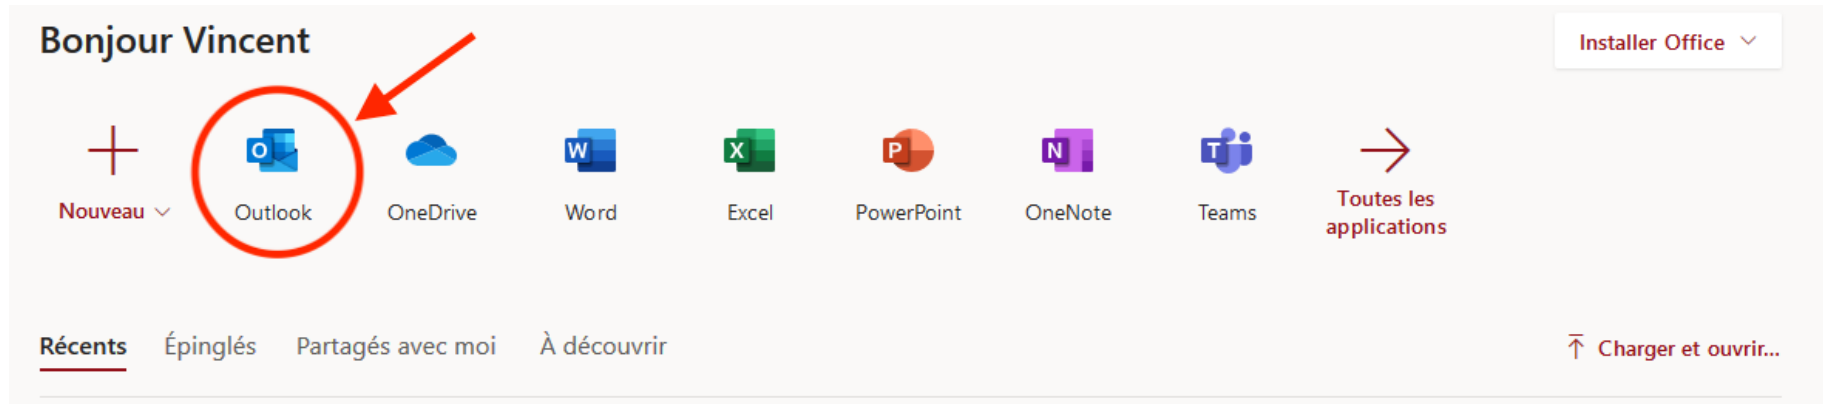 Bonjour Vincent
Installer Office
Nouveau
Outlook
OneDrive
Word
Excel
PowerPoint
OneNote
Teams
Toutes les
applications
Récents
Épinglés
Partagés avec moi
À découvrir
Charger et ouvrir...